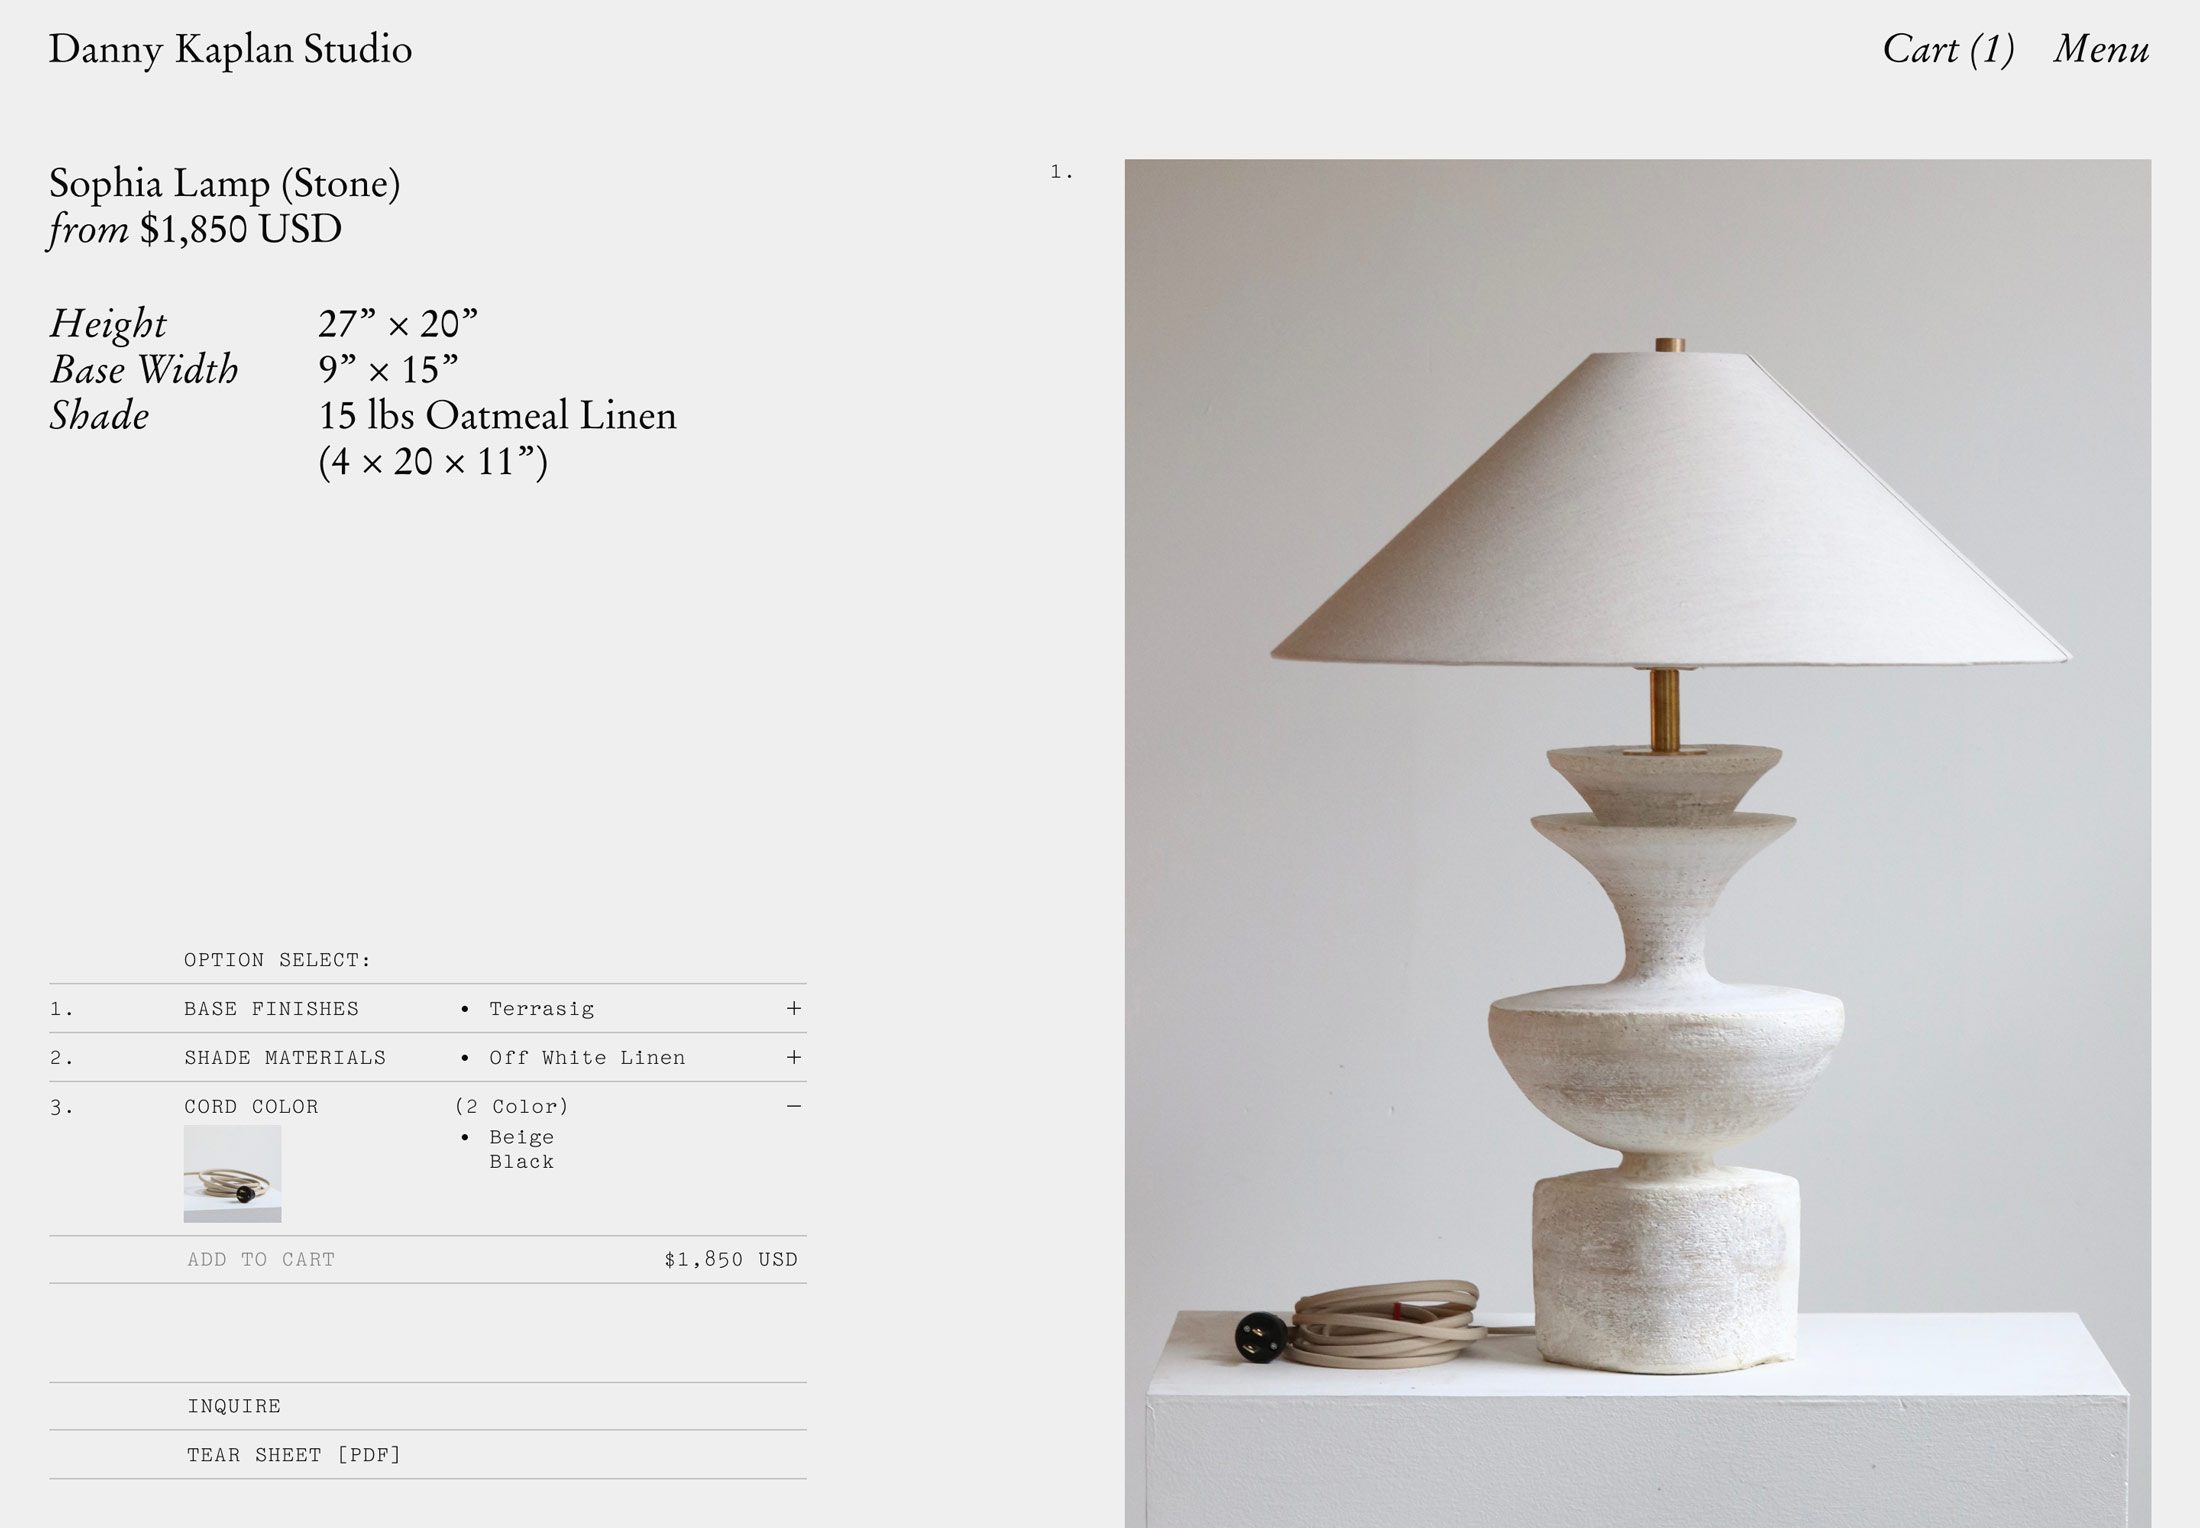 Danny Kaplan Studio
Cart (1) Menu
Sophia Lamp (Stone)
from $1,850 USD
Height 27” × 20”
Base Width 9” × 15”
Shade 15 lbs Oatmeal Linen
(4 × 20 × 11”)
1.
OPTION SELECT:
1. BASE FINISHES • Terrasig +
2. SHADE MATERIALS • Off White Linen +
3. CORD COLOR (2 Color) –
• Beige
Black
ADD TO CART $1,850 USD
INQUIRE
TEAR SHEET [PDF]